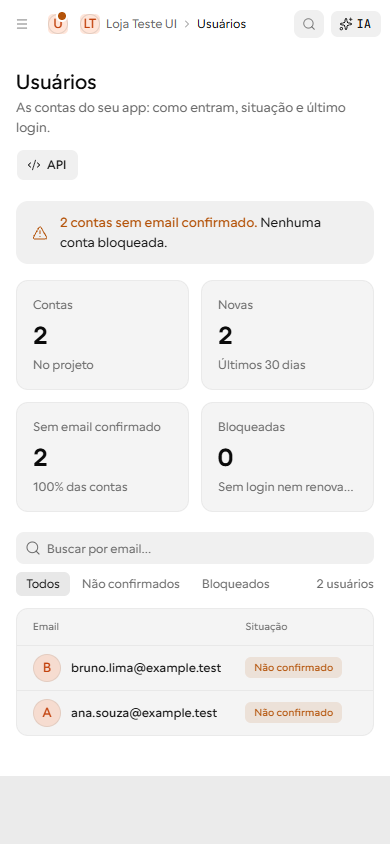 U LT Loja Teste UI > Usuários IA
Usuários
As contas do seu app: como entram, situação e último
login.
</> API
2 contas sem email confirmado. Nenhuma
conta bloqueada.
Contas
2
No projeto
Novas
2
Últimos 30 dias
Sem email confirmado
2
100% das contas
Bloqueadas
0
Sem login nem renova...
Buscar por email...
Todos Não confirmados Bloqueados 2 usuários
Email Situação
B bruno.lima@example.test Não confirmado
A ana.souza@example.test Não confirmado